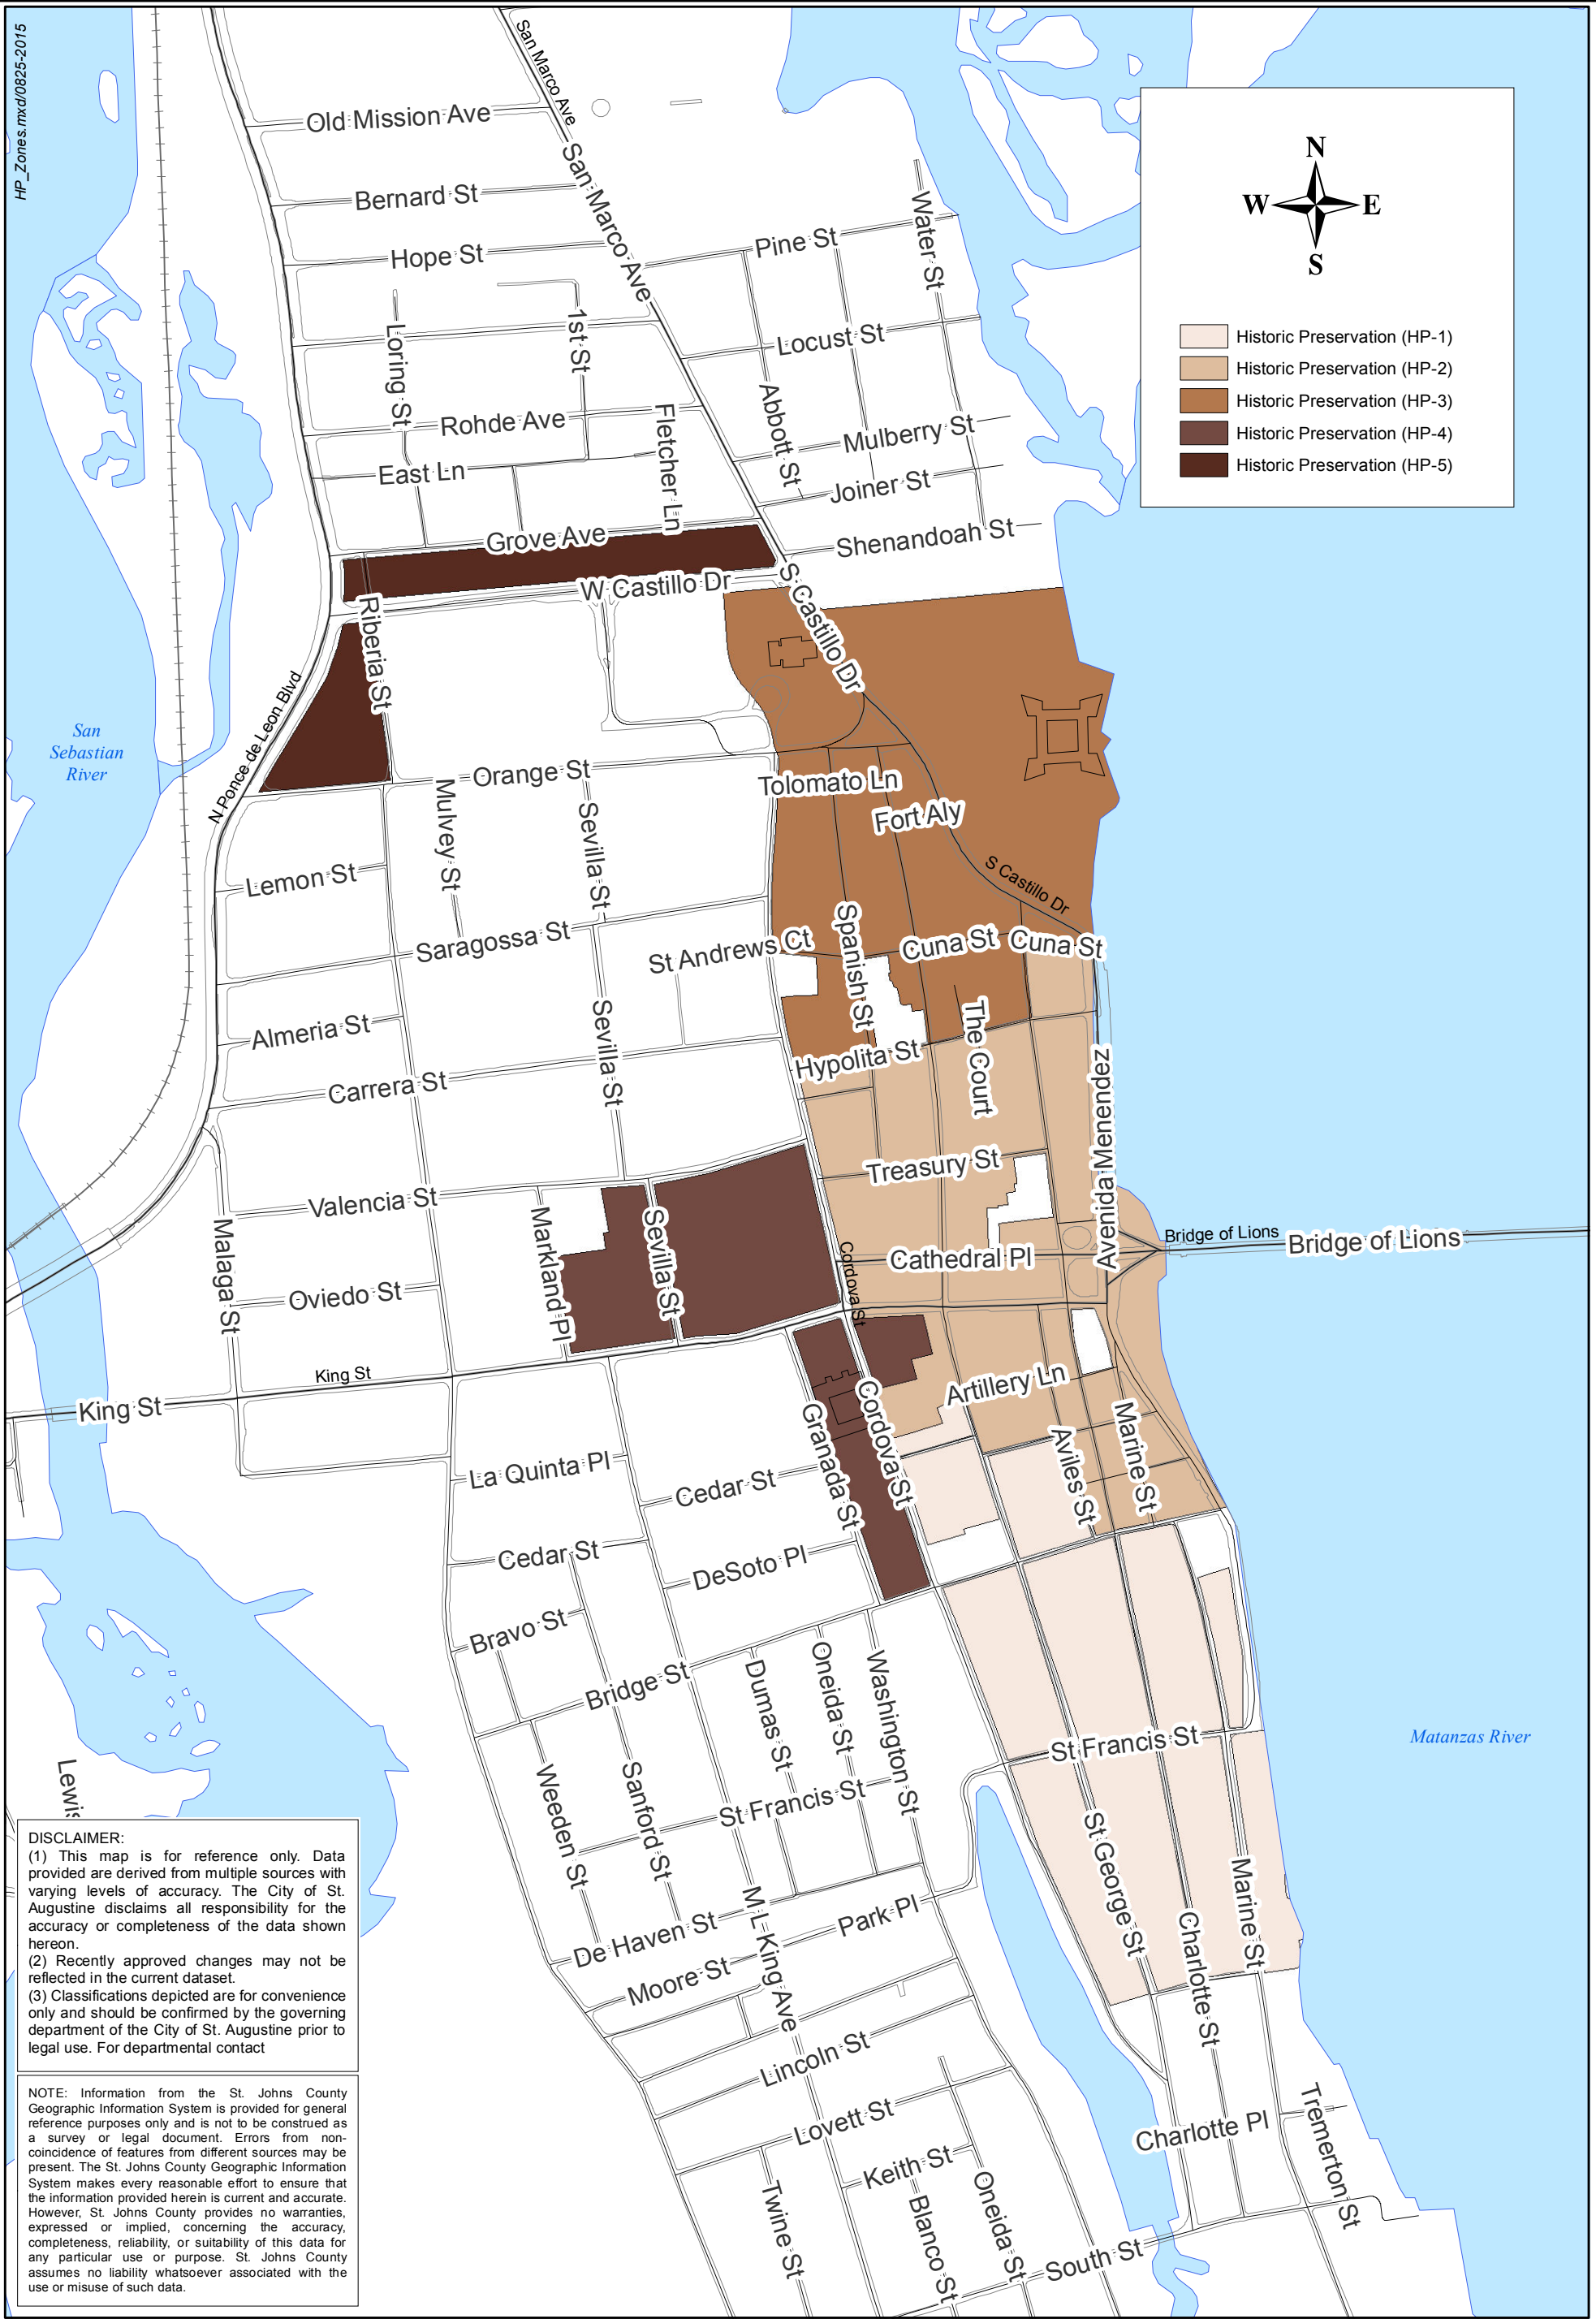 HP_Zones.mxd/0825-2015
San Marco Ave
Old Mission Ave
San Marco Ave
Bernard St
Water St
Hope St
Pine St
1st St
Loring St
Locust St
Abbott St
Rohde Ave
Fletcher Ln
Mulberry St
East Ln
Joiner St
Grove Ave
Shenandoah St
W Castillo Dr
S Castillo Dr
Riberia St
N Ponce de Leon Blvd
San
Sebastian
River
Orange St
Tolomato Ln
Mulvey St
Sevilla St
Fort Aly
Lemon St
S Castillo Dr
Spanish St
Saragossa St
St Andrews Ct
Cuna St
Cuna St
Sevilla St
The Court
Almeria St
Hypolita St
Avenida Menendez
Carrera St
Treasury St
Valencia St
Malaga St
Markland Pl
Sevilla St
Cordova St
Cathedral Pl
Bridge of Lions
Bridge of Lions
Oviedo St
King St
King St
Artillery Ln
Cordova St
Granada St
Aviles St
Marine St
La Quinta Pl
Cedar St
Cedar St
DeSoto Pl
Bravo St
Bridge St
Dumas St
Oneida St
Washington St
St Francis St
Matanzas River
Lewis
Weeden St
Sanford St
St Francis St
St George St
Charlotte St
Marine St
M L King Ave
De Haven St
Park Pl
Moore St
Lincoln St
Lovett St
Charlotte Pl
Tremerton St
Keith St
Twine St
Blanco St
Oneida St
South St
N
W E
S
Historic Preservation (HP-1)
Historic Preservation (HP-2)
Historic Preservation (HP-3)
Historic Preservation (HP-4)
Historic Preservation (HP-5)
DISCLAIMER:
(1) This map is for reference only. Data
provided are derived from multiple sources with
varying levels of accuracy. The City of St.
Augustine disclaims all responsibility for the
accuracy or completeness of the data shown
hereon.
(2) Recently approved changes may not be
reflected in the current dataset.
(3) Classifications depicted are for convenience
only and should be confirmed by the governing
department of the City of St. Augustine prior to
legal use. For departmental contact
NOTE: Information from the St. Johns County
Geographic Information System is provided for general
reference purposes only and is not to be construed as
a survey or legal document. Errors from non-
coincidence of features from different sources may be
present. The St. Johns County Geographic Information
System makes every reasonable effort to ensure that
the information provided herein is current and accurate.
However, St. Johns County provides no warranties,
expressed or implied, concerning the accuracy,
completeness, reliability, or suitability of this data for
any particular use or purpose. St. Johns County
assumes no liability whatsoever associated with the
use or misuse of such data.